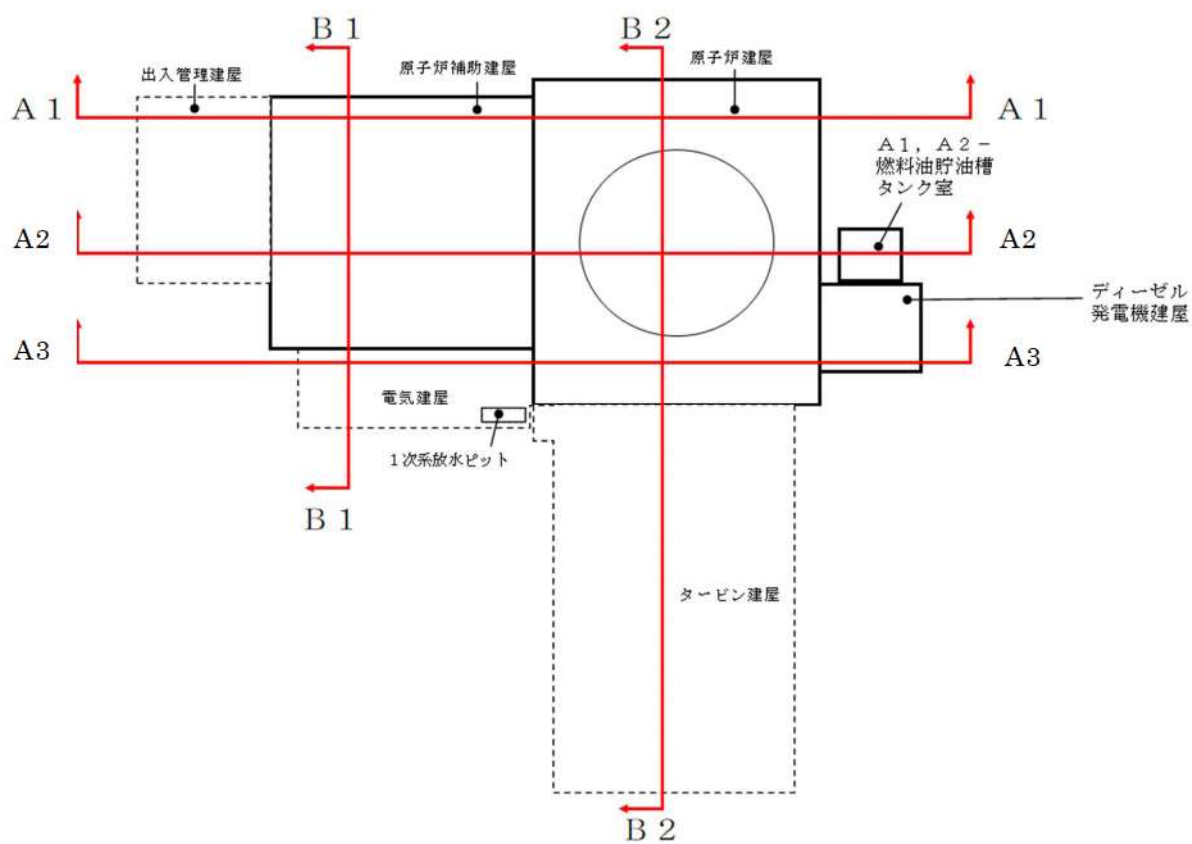 B 1
B 2
出入管理建屋
原子炉補助建屋
原子炉建屋
A 1
A 1
A1, A2-
燃料油貯油槽
タンク室
A2
A2
ディーゼル
発電機建屋
A3
A3
電気建屋
1次系放水ピット
B 1
タービン建屋
B 2